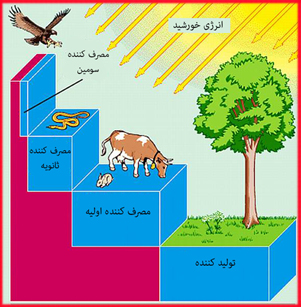 انرژی خورشید
مصرف کننده
سومین
مصرف کننده
ثانویه
مصرف کننده اولیه
تولید کننده